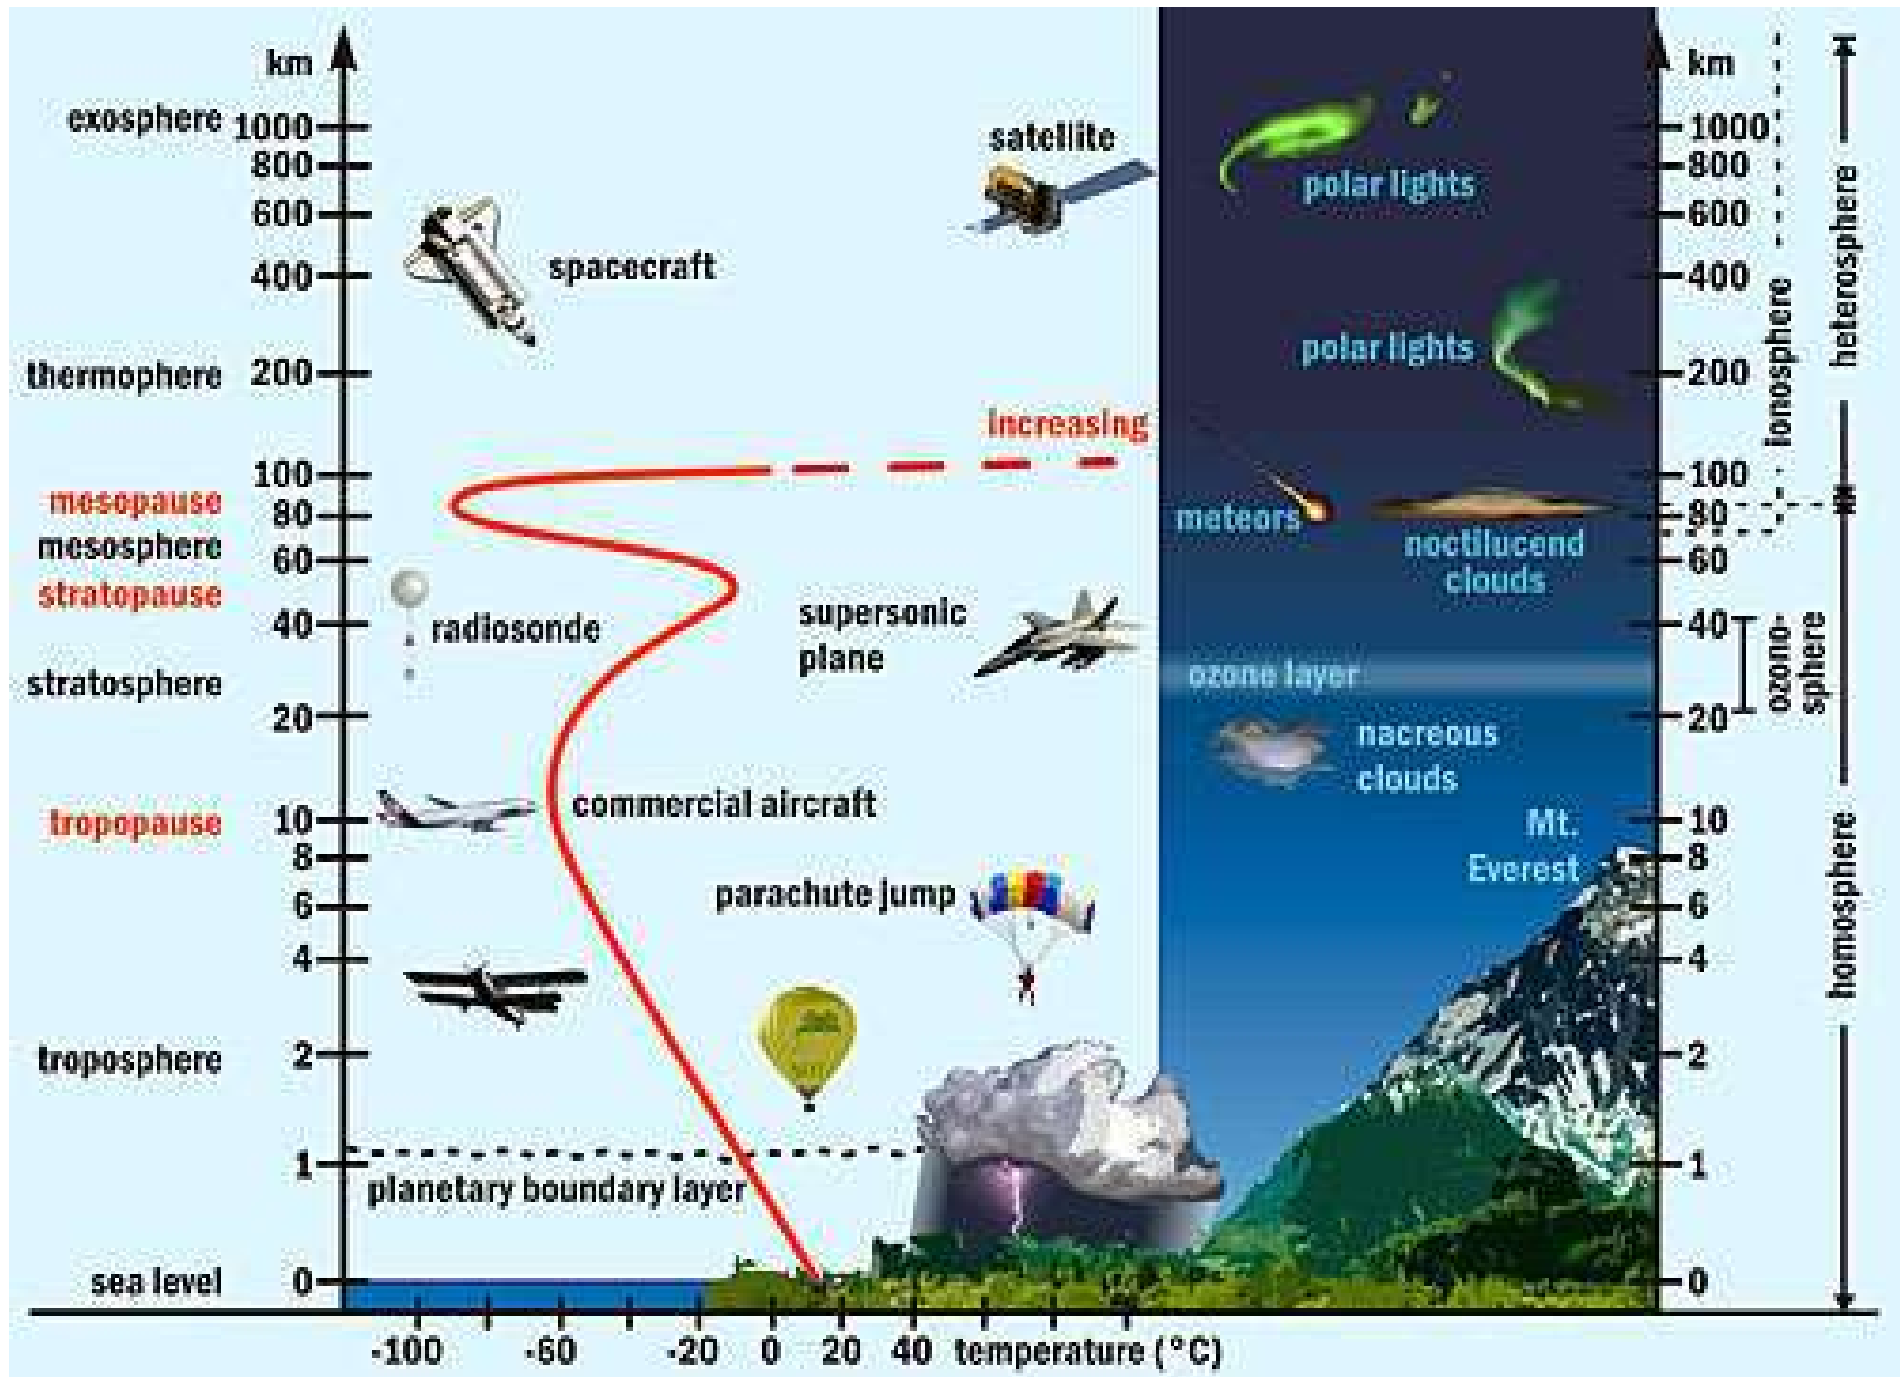 km
exosphere 1000
800
600
400
thermophere 200
100
mesopause
80
mesosphere
60
stratopause
40
stratosphere
20
tropopause 10
8
6
4
troposphere 2
1
sea level 0
spacecraft
satellite
increasing
radiosonde
supersonic
plane
commercial aircraft
parachute jump
planetary boundary layer
-100 -60 -20 0 20 40 temperature (°C)
polar lights
polar lights
meteors
noctilucend
clouds
ozone layer
nacreous
clouds
Mt.
Everest
km
1000
800
600
400
200
100
80
60
40
20
10
8
6
4
2
1
0
ionosphere
ozono-
sphere
heterosphere
homosphere